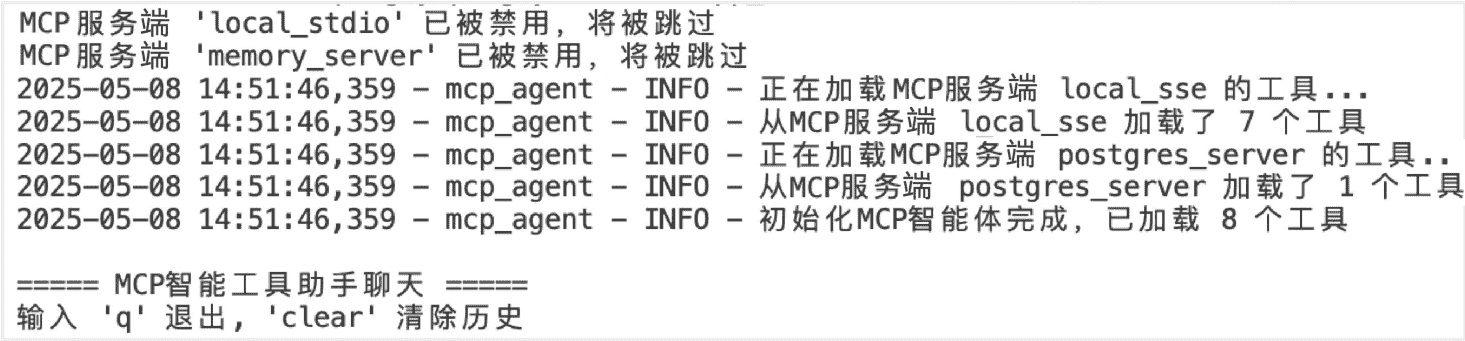 MCP服务端 'local_stdio' 已被禁用，将被跳过
MCP服务端 'memory_server' 已被禁用，将被跳过
2025-05-08 14:51:46,359 - mcp_agent - INFO - 正在加载MCP服务端 local_sse 的工具...
2025-05-08 14:51:46,359 - mcp_agent - INFO - 从MCP服务端 local_sse 加载了 7 个工具
2025-05-08 14:51:46,359 - mcp_agent - INFO - 正在加载MCP服务端 postgres_server 的工具..
2025-05-08 14:51:46,359 - mcp_agent - INFO - 从MCP服务端 postgres_server 加载了 1 个工具
2025-05-08 14:51:46,359 - mcp_agent - INFO - 初始化MCP智能体完成，已加载 8 个工具
===== MCP智能工具助手聊天 =====
输入 'q' 退出, 'clear' 清除历史